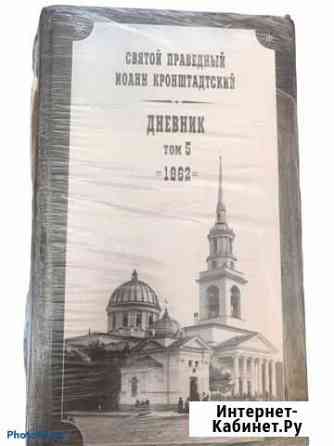 СВЯТОЙ ПРАВЕДНЫЙ
ИОАНН КРОНШТАДТСКИЙ
ДНЕВНИК
ТОМ 5
=1862=
Интернет-
Кабинет.Ру